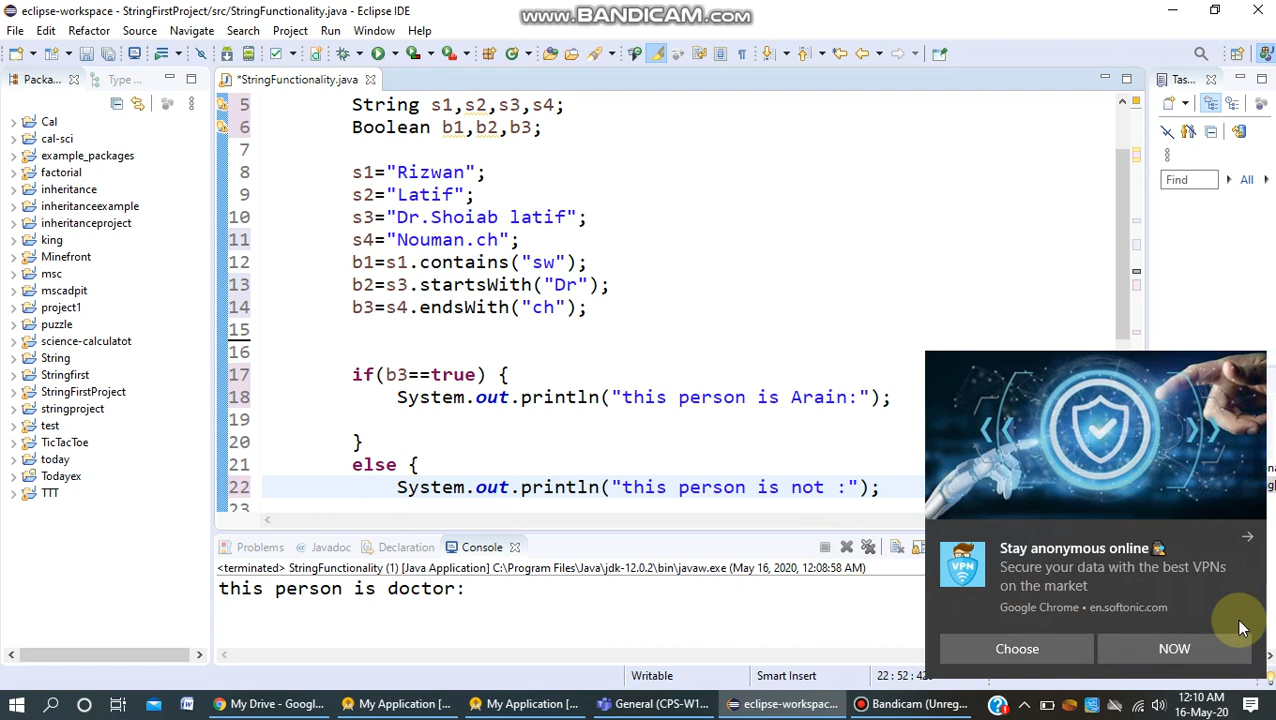 eclipse-workspace - StringFirstProject/src/StringFunctionality.java - Eclipse IDE
www.BANDICAM.com
File Edit Refactor Source Navigate Search Project Run Window Help
Packa...
Type ...
*StringFunctionality.java
Tas...
Find
All
Cal
cal-sci
example_packages
factorial
inheritance
inheritanceexample
inheritanceproject
king
Minefront
msc
mscadpit
project1
puzzle
science-calculatot
String
Stringfirst
StringFirstProject
stringproject
test
TicTacToe
today
Todayex
TTT
5 String s1,s2,s3,s4;
6 Boolean b1,b2,b3;
7
8 s1="Rizwan";
9 s2="Latif";
10 s3="Dr.Shoiab latif";
11 s4="Nouman.ch";
12 b1=s1.contains("sw");
13 b2=s3.startsWith("Dr");
14 b3=s4.endsWith("ch");
15
16
17 if(b3==true) {
18 System.out.println("this person is Arain:");
19
20 }
21 else {
22 System.out.println("this person is not :");
23
Problems Javadoc Declaration Console
<terminated> StringFunctionality (1) [Java Application] C:\Program Files\Java\jdk-12.0.2\bin\javaw.exe (May 16, 2020, 12:08:58 AM)
this person is doctor:
Stay anonymous online
Secure your data with the best VPNs
on the market
Google Chrome • en.softonic.com
Choose NOW
Writable Smart Insert 22 : 52 : 42
My Drive - Googl... My Application [... My Application [... General (CPS-W1... eclipse-workspac... Bandicam (Unreg...
12:10 AM
16-May-20